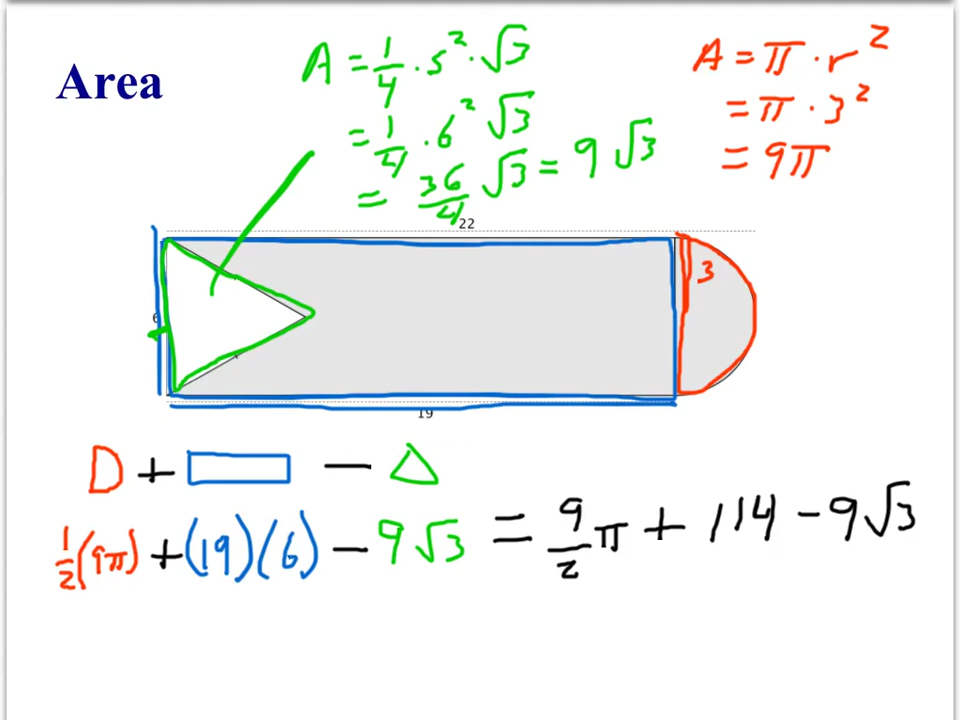 Area
A = 1/4 · s² · √3
= 1/4 · 6² √3
= 36/4 √3 = 9 √3
A = π · r²
= π · 3²
= 9π
22
3
6
19
D + ▭ − △
1/2 (9π) + (19)(6) − 9√3 = 9/2 π + 114 − 9√3